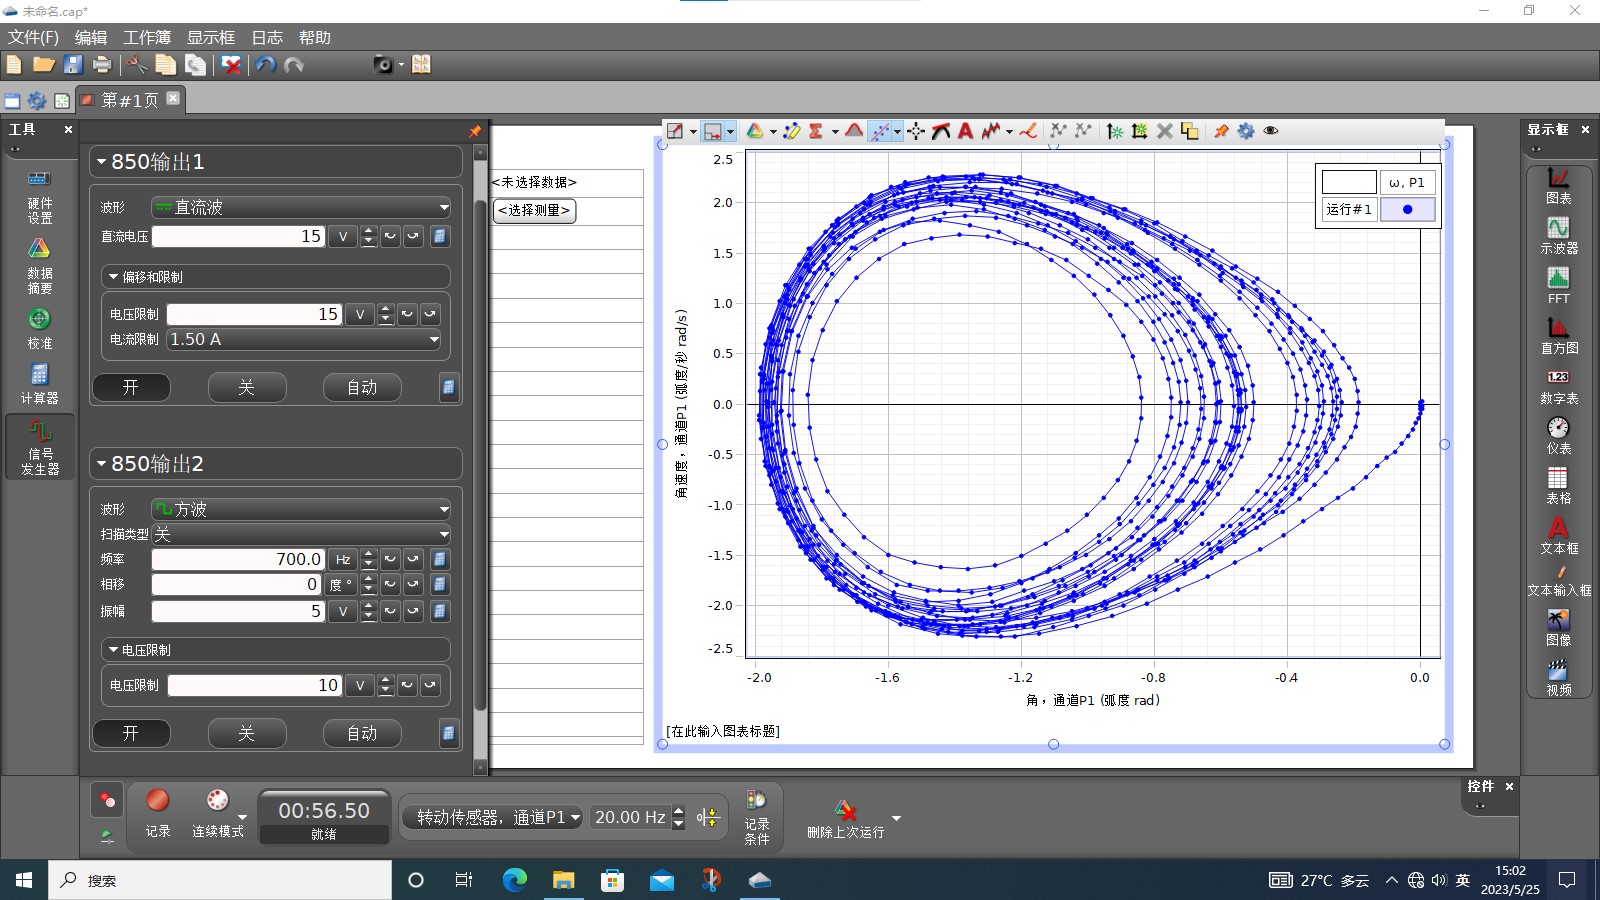 未命名.cap*
文件(F) 编辑 工作簿 显示框 日志 帮助
第#1页
工具
硬件
设置
数据
摘要
校准
计算器
信号
发生器
850输出1
波形 直流波
直流电压 15 V
偏移和限制
电压限制 15 V
电流限制 1.50 A
开 关 自动
850输出2
波形 方波
扫描类型 关
频率 700.0 Hz
相移 0 度 °
振幅 5 V
电压限制
电压限制 10 V
开 关 自动
<未选择数据>
<选择测量>
ω, P1
运行#1
2.5
2.0
1.5
1.0
0.5
0.0
-0.5
-1.0
-1.5
-2.0
-2.5
角速度，通道P1 (弧度/秒 rad/s)
-2.0 -1.6 -1.2 -0.8 -0.4 0.0
角，通道P1 (弧度 rad)
[在此输入图表标题]
显示框
图表
示波器
FFT
直方图
1.23
数字表
仪表
表格
A
文本框
文本输入框
图像
视频
控件
记录
连续模式
00:56.50
就绪
转动传感器，通道P1
20.00 Hz
记录
条件
删除上次运行
搜索
27°C 多云
英
15:02
2023/5/25